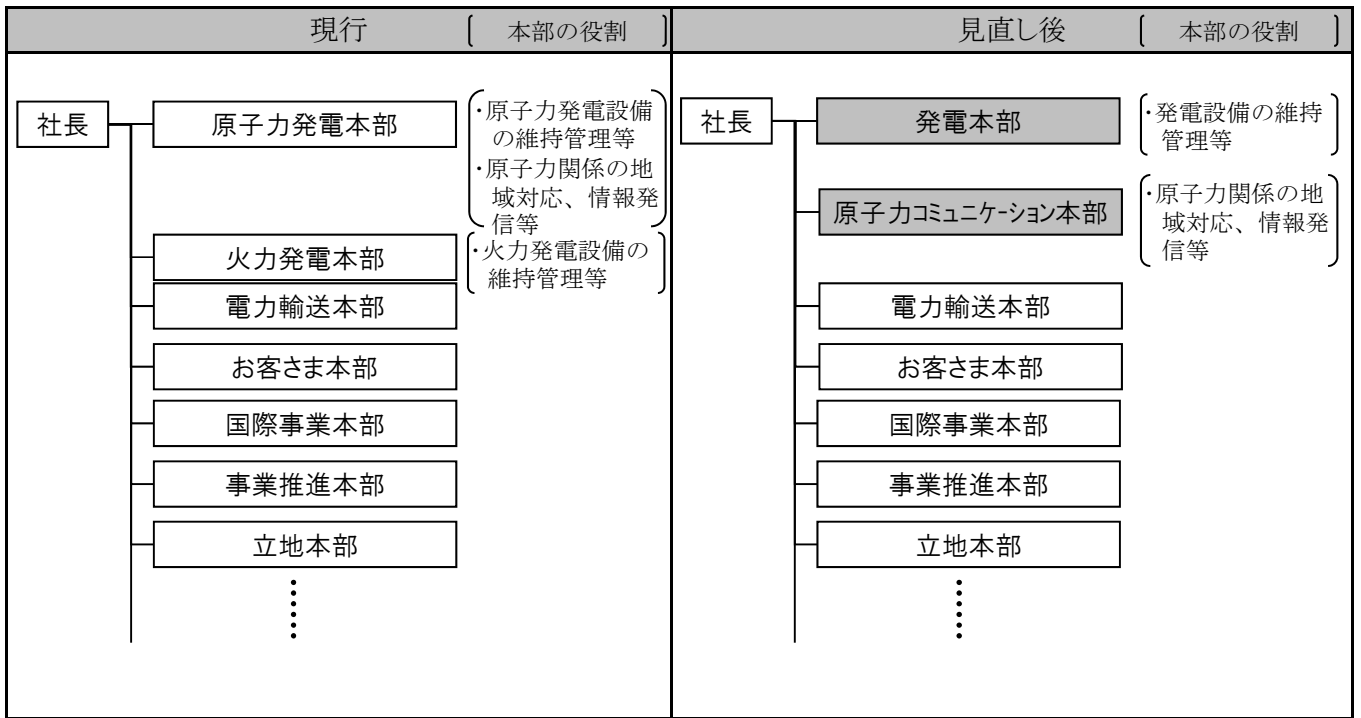 現行 〔 本部の役割 〕
社長
原子力発電本部
・原子力発電設備
の維持管理等
・原子力関係の地
域対応、情報発
信等
火力発電本部
・火力発電設備の
維持管理等
電力輸送本部
お客さま本部
国際事業本部
事業推進本部
立地本部
見直し後 〔 本部の役割 〕
社長
発電本部
・発電設備の維持
管理等
原子力コミュニケーション本部
・原子力関係の地
域対応、情報発
信等
電力輸送本部
お客さま本部
国際事業本部
事業推進本部
立地本部